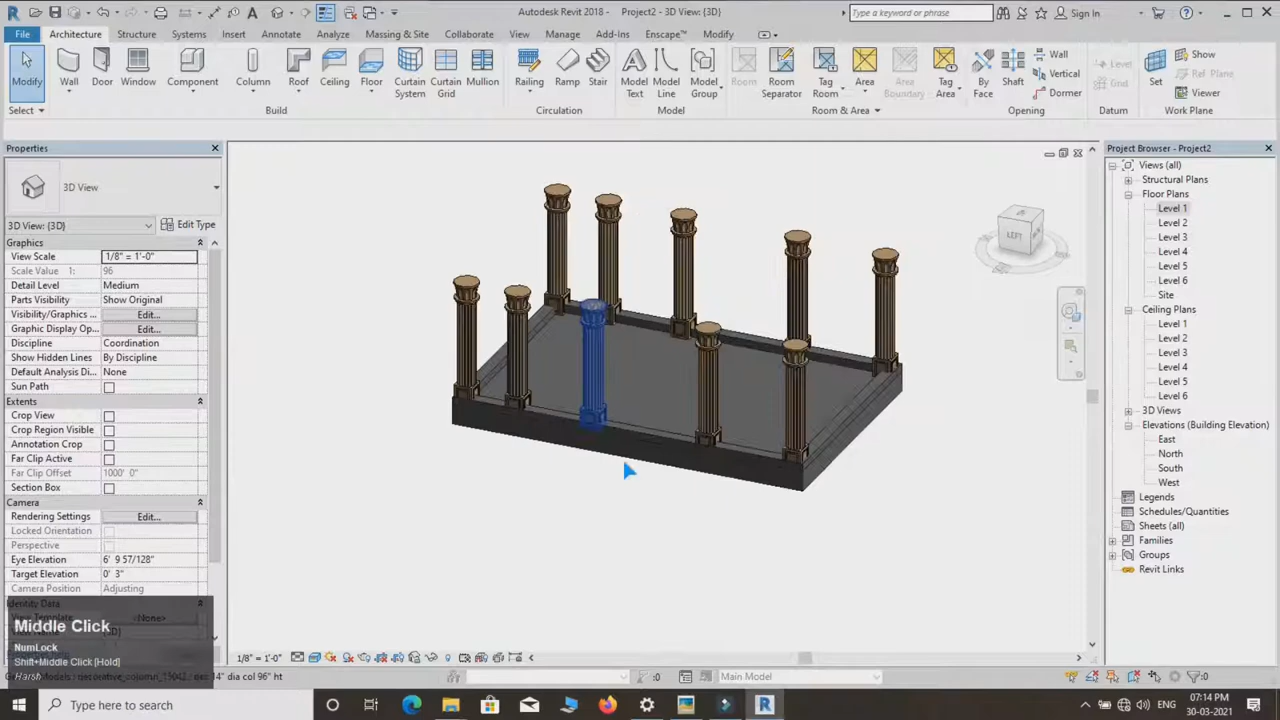 Autodesk Revit 2018 -    Project2 - 3D View: {3D}
Type a keyword or phrase
Sign In
File Architecture Structure Systems Insert Annotate Analyze Massing & Site Collaborate View Manage Add-Ins Enscape™ Modify
Modify Wall Door Window Component Column Roof Ceiling Floor Curtain System Curtain Grid Mullion Railing Ramp Stair Model Text Model Line Model Group Room Room Separator Tag Room Area Area Boundary Tag Area By Face Shaft Wall Vertical Dormer Level Grid Set Show Ref Plane Viewer
Select Build Circulation Model Room & Area Opening Datum Work Plane
Properties
3D View
3D View: {3D} Edit Type
Graphics
View Scale 1/8" = 1'-0"
Scale Value 1: 96
Detail Level Medium
Parts Visibility Show Original
Visibility/Graphics ... Edit...
Graphic Display Op... Edit...
Discipline Coordination
Show Hidden Lines By Discipline
Default Analysis Di... None
Sun Path
Extents
Crop View
Crop Region Visible
Annotation Crop
Far Clip Active
Far Clip Offset 1000' 0"
Section Box
Camera
Rendering Settings Edit...
Locked Orientation
Perspective
Eye Elevation 6' 9 57/128"
Target Elevation 0' 3"
Camera Position Adjusting
Identity Data
View Template <None>
Middle Click
NumLock
Shift+Middle Click [Hold]
Harsh
LEFT
Project Browser - Project2
Views (all)
Structural Plans
Floor Plans
Level 1
Level 2
Level 3
Level 4
Level 5
Level 6
Site
Ceiling Plans
Level 1
Level 2
Level 3
Level 4
Level 5
Level 6
3D Views
Elevations (Building Elevation)
East
North
South
West
Legends
Schedules/Quantities
Sheets (all)
Families
Groups
Revit Links
1/8" = 1'-0"
14" dia col 96" ht
:0
Main Model
:0
Type here to search
ENG
07:14 PM
30-03-2021